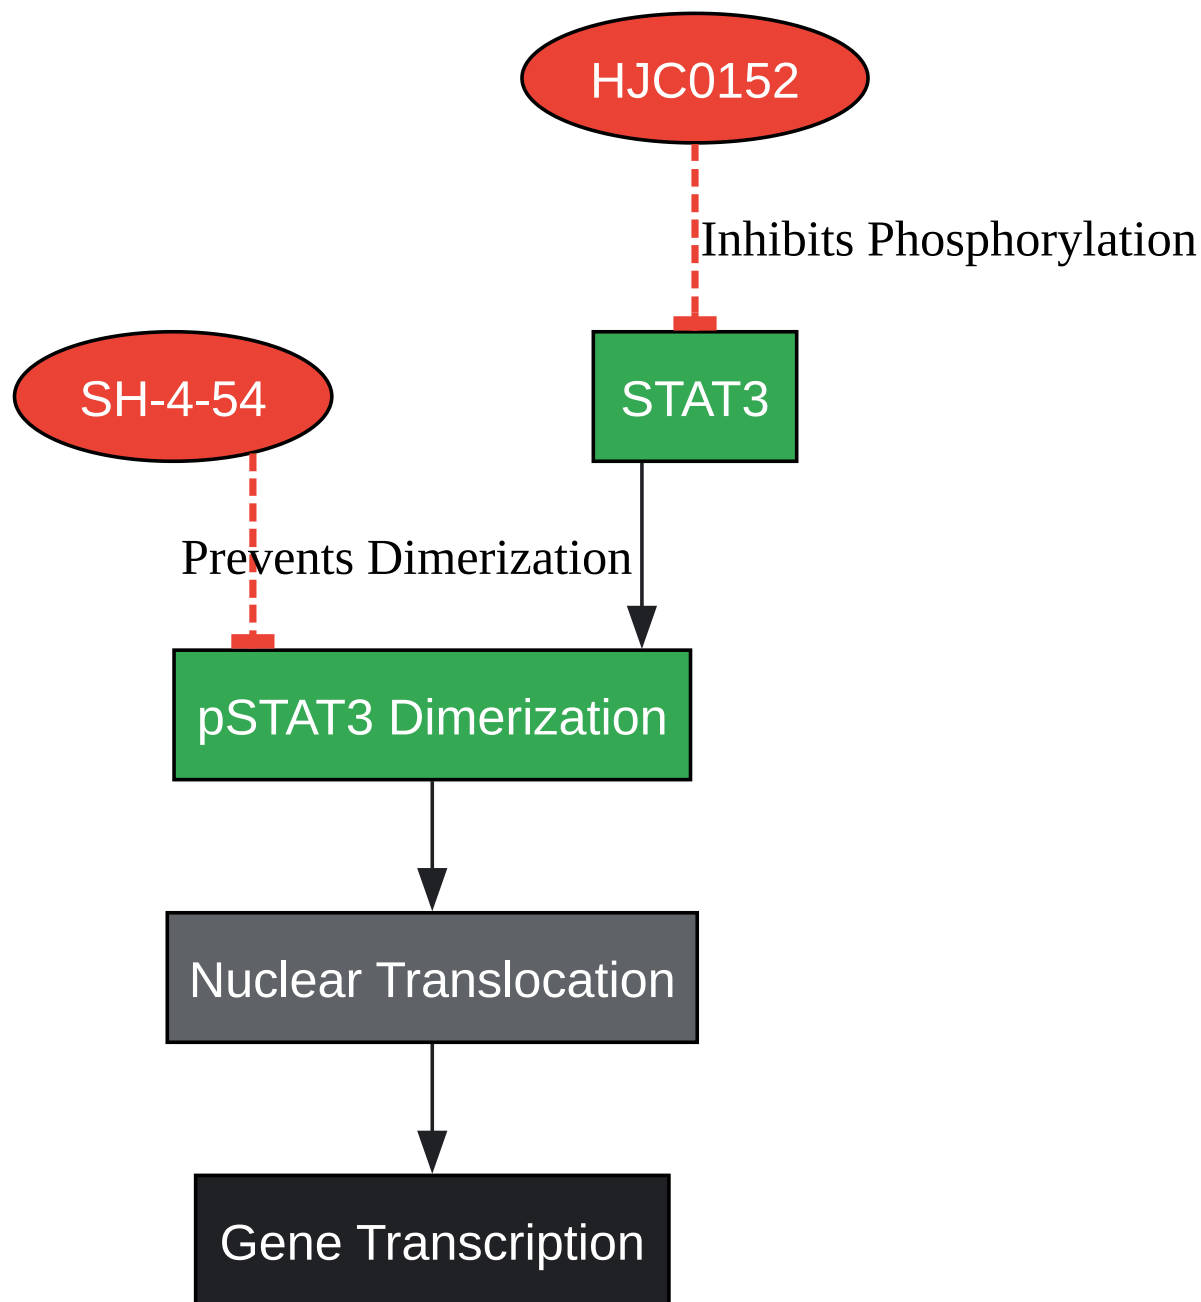 HJC0152
Inhibits Phosphorylation
SH-4-54
STAT3
Prevents Dimerization
pSTAT3 Dimerization
Nuclear Translocation
Gene Transcription